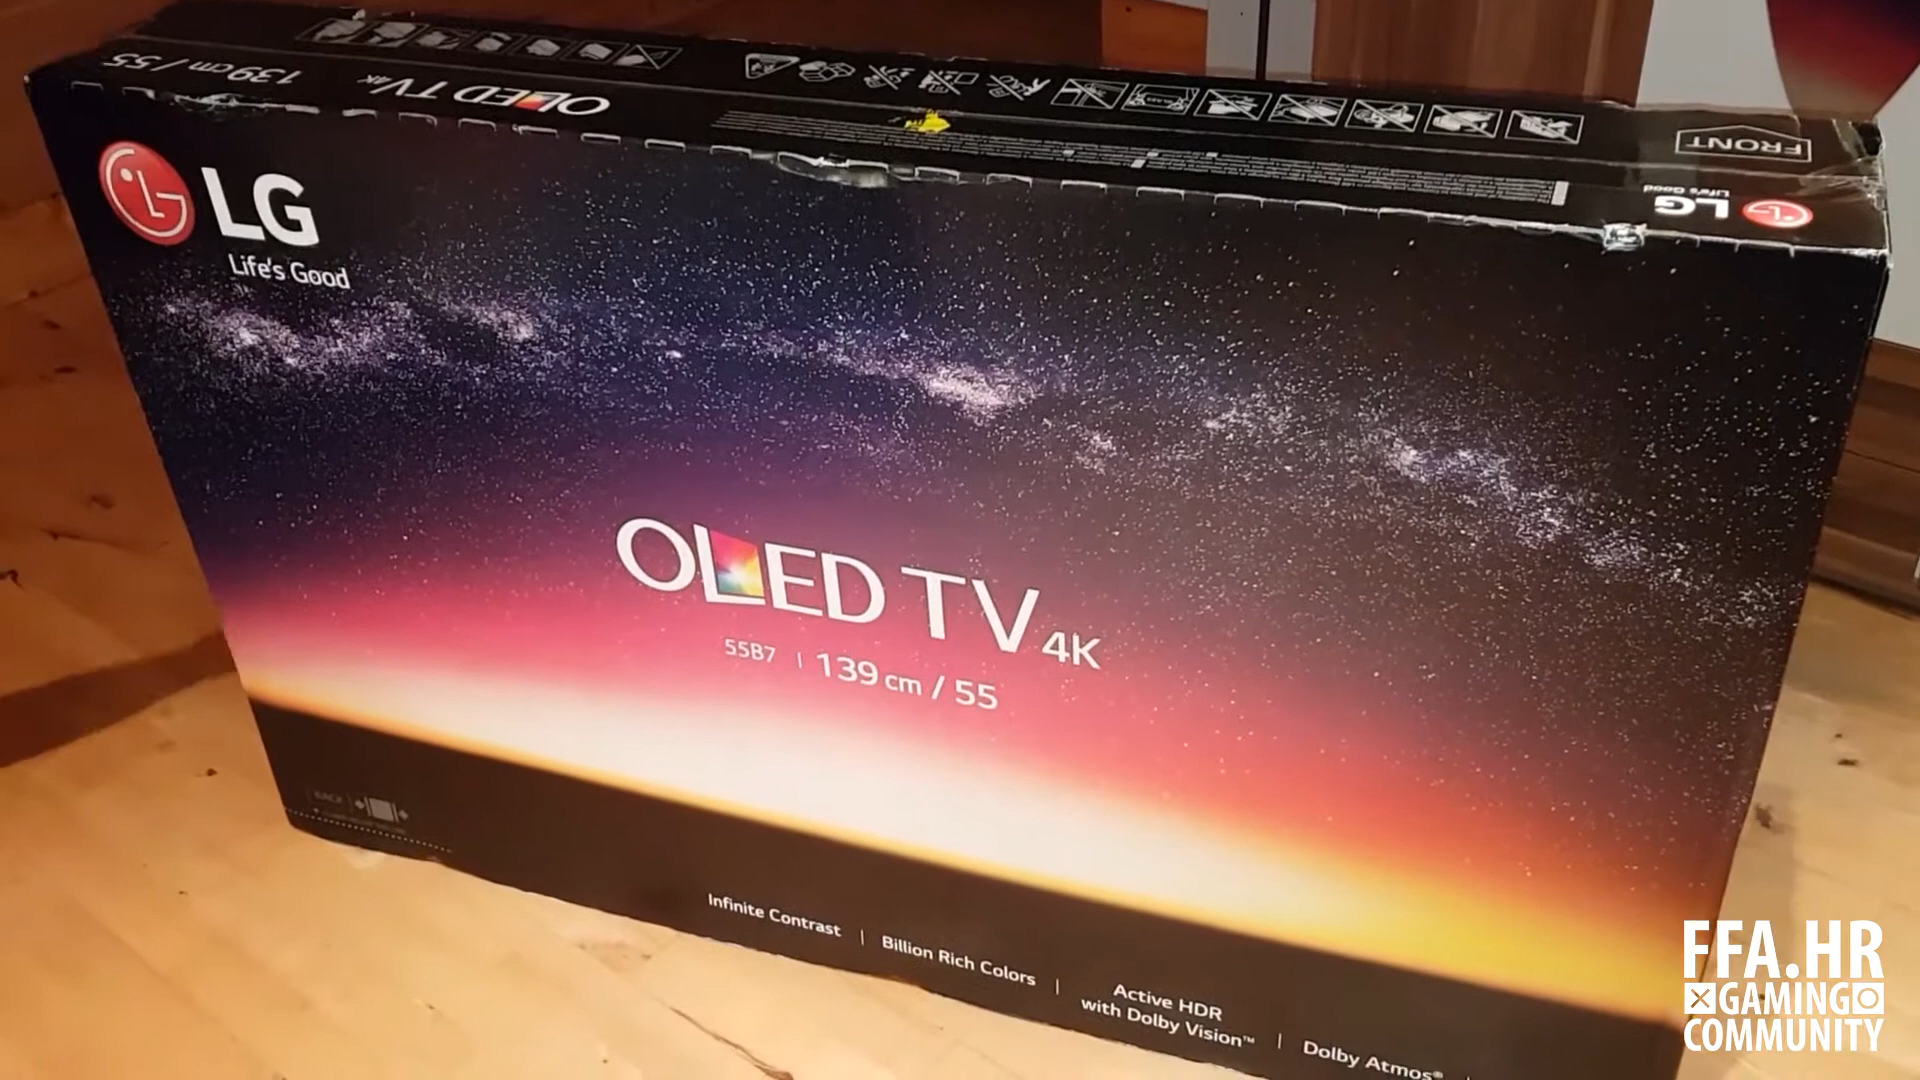 139 cm / 55
OLED TV 4K
FRONT
LG
Life's Good
LG
Life's Good
OLED TV 4K
55B7 | 139 cm / 55
BACK
Infinite Contrast | Billion Rich Colors | Active HDR
with Dolby Vision™ | Dolby Atmos®
FFA.HR
GAMING
COMMUNITY